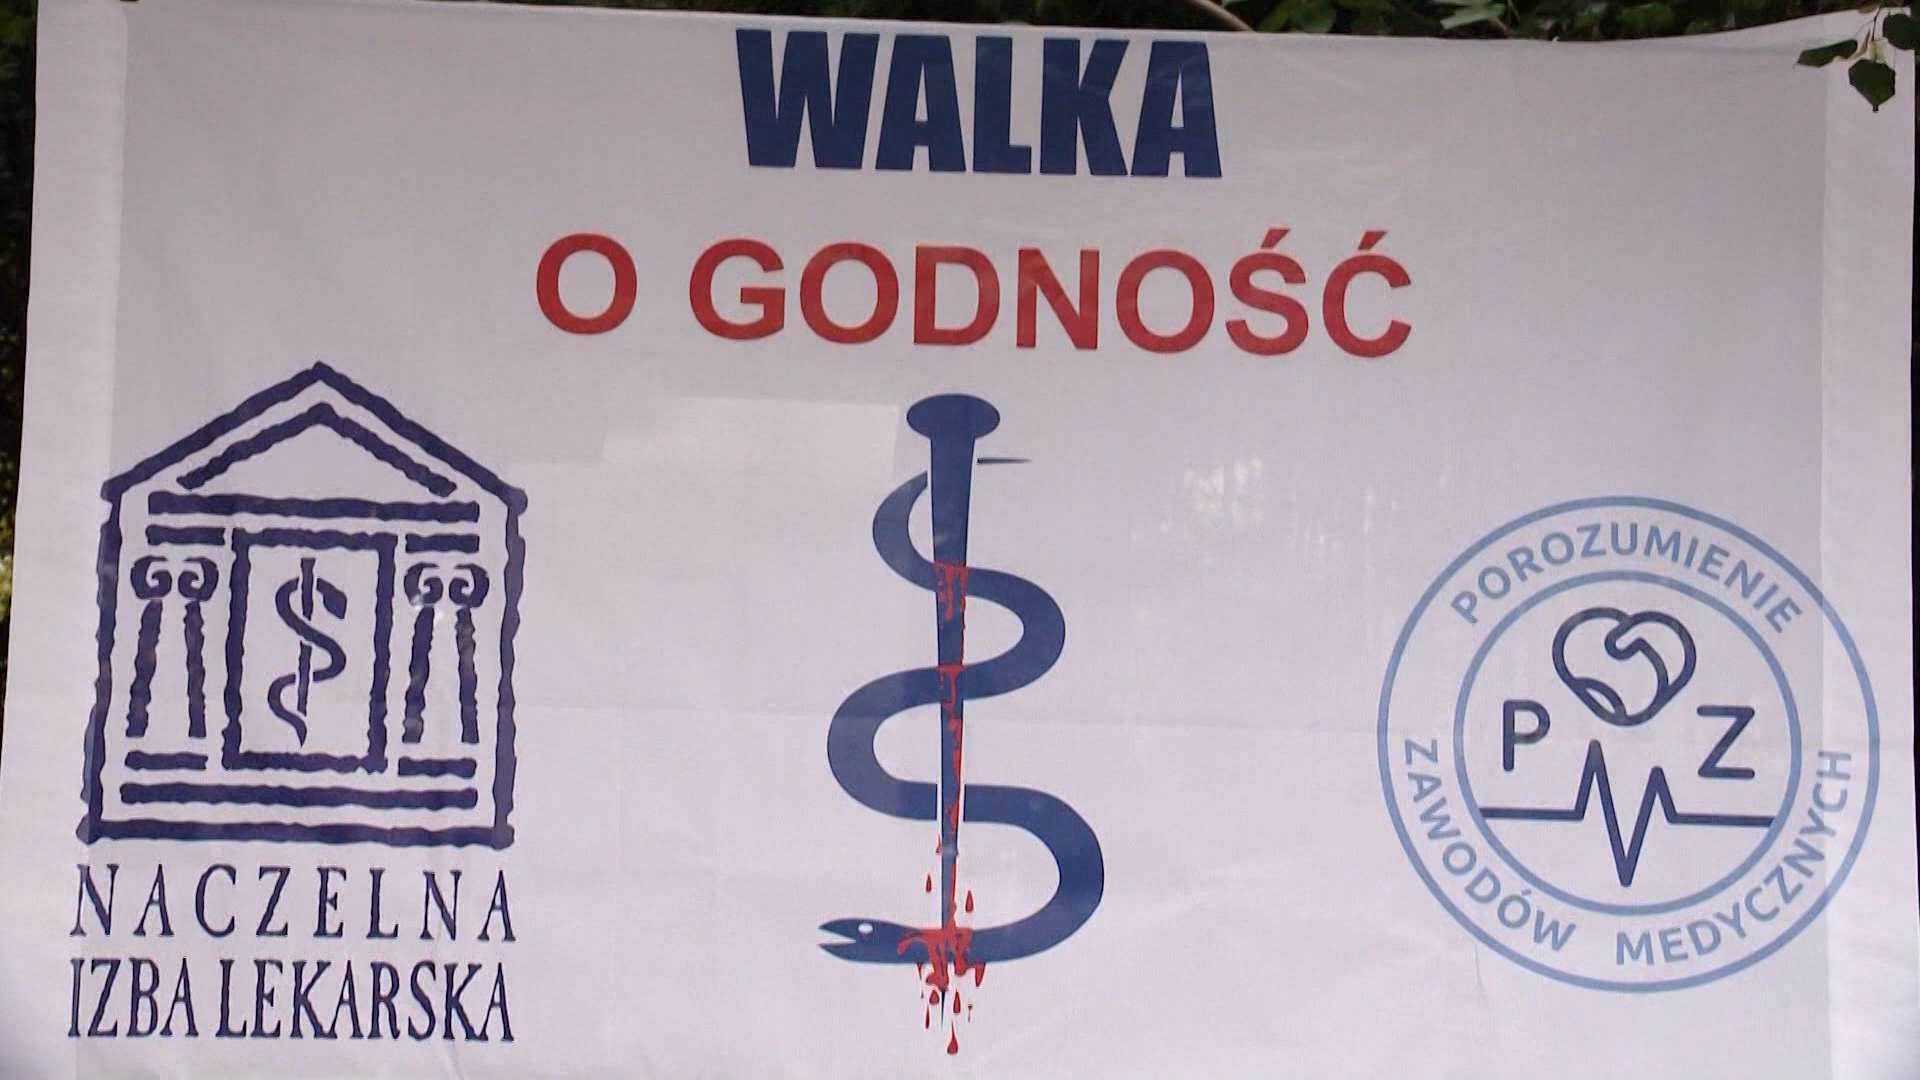 WALKA
O GODNOŚĆ
NACZELNA
IZBA LEKARSKA
POROZUMIENIE
P Z
ZAWODÓW MEDYCZNYCH